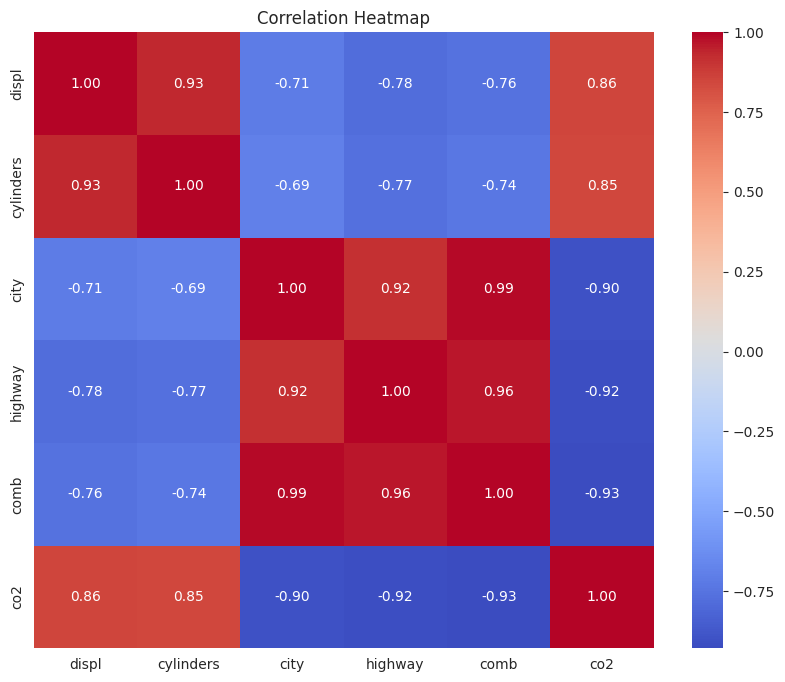 Correlation Heatmap
displ 1.00 0.93 -0.71 -0.78 -0.76 0.86
cylinders 0.93 1.00 -0.69 -0.77 -0.74 0.85
city -0.71 -0.69 1.00 0.92 0.99 -0.90
highway -0.78 -0.77 0.92 1.00 0.96 -0.92
comb -0.76 -0.74 0.99 0.96 1.00 -0.93
co2 0.86 0.85 -0.90 -0.92 -0.93 1.00
displ cylinders city highway comb co2
1.00
0.75
0.50
0.25
0.00
−0.25
−0.50
−0.75